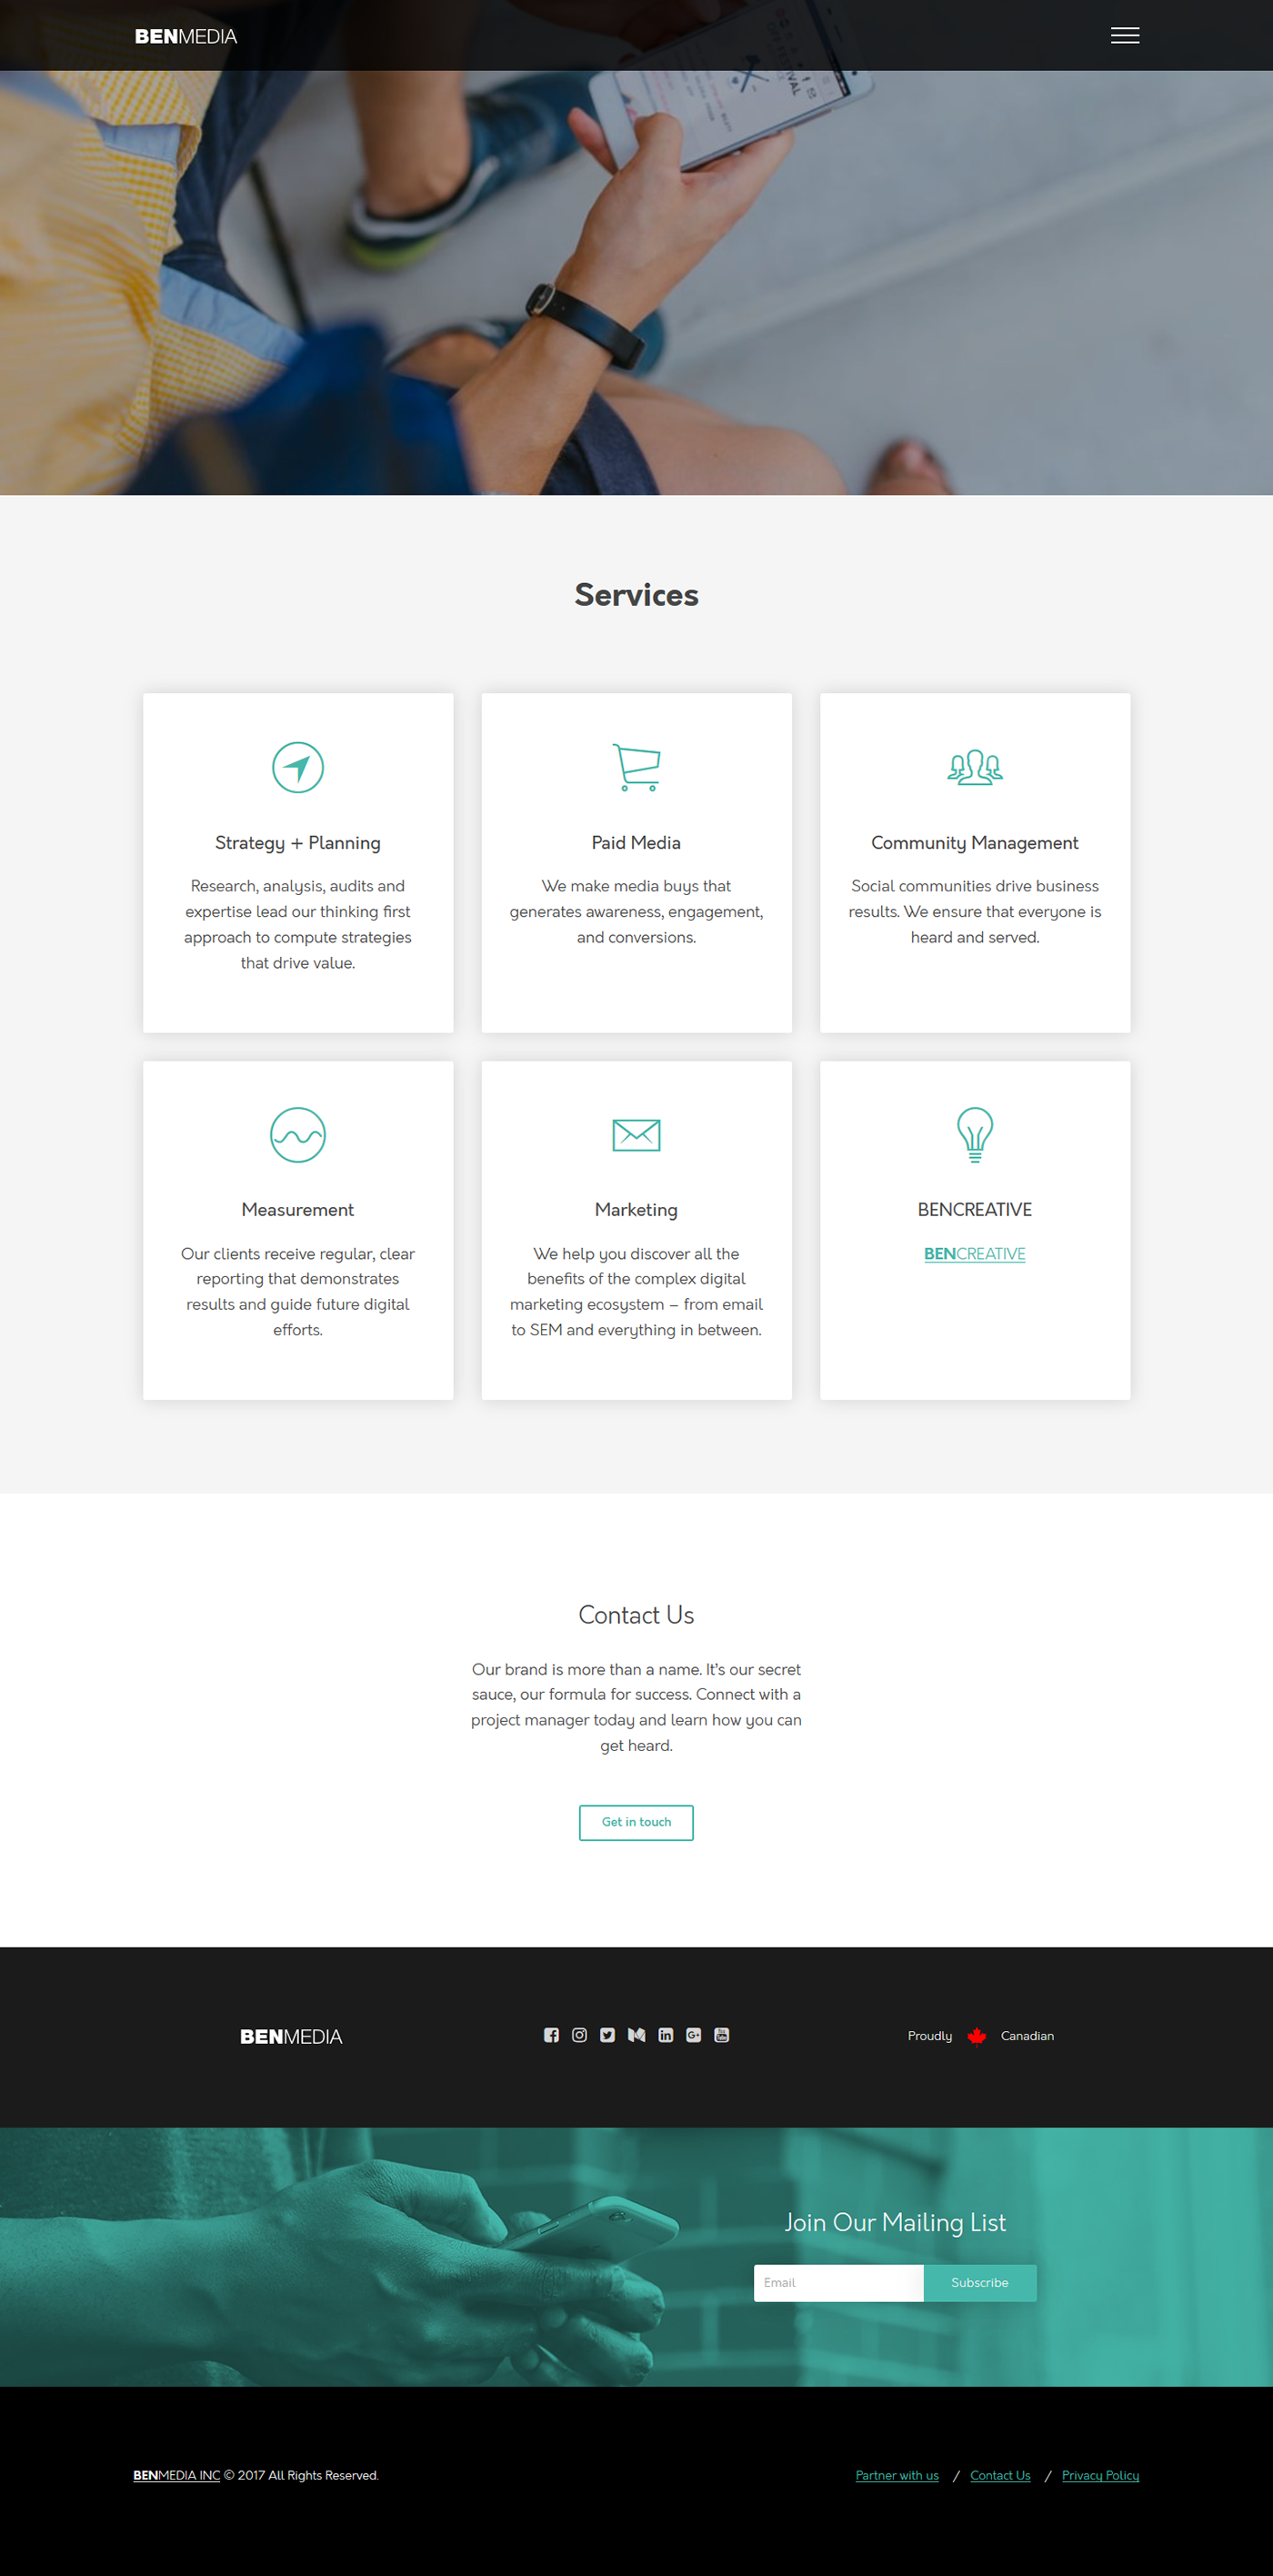 BENMEDIA
FESTIVAL
Services
Strategy + Planning
Paid Media
Community Management
Research, analysis, audits and
expertise lead our thinking first
approach to compute strategies
that drive value.
We make media buys that
generates awareness, engagement,
and conversions.
Social communities drive business
results. We ensure that everyone is
heard and served.
Measurement
Marketing
BENCREATIVE
Our clients receive regular, clear
reporting that demonstrates
results and guide future digital
efforts.
We help you discover all the
benefits of the complex digital
marketing ecosystem – from email
to SEM and everything in between.
BENCREATIVE
Contact Us
Our brand is more than a name. It’s our secret
sauce, our formula for success. Connect with a
project manager today and learn how you can
get heard.
Get in touch
BENMEDIA
Proudly Canadian
Join Our Mailing List
Email Subscribe
BENMEDIA INC © 2017 All Rights Reserved.
Partner with us / Contact Us / Privacy Policy